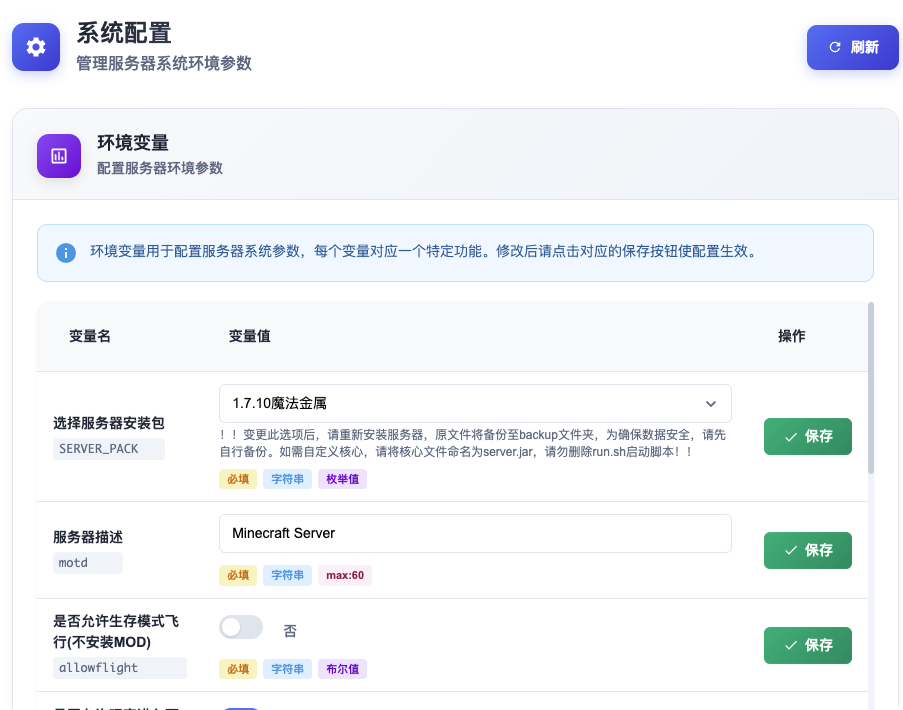 系统配置
管理服务器系统环境参数
刷新
环境变量
配置服务器环境参数
环境变量用于配置服务器系统参数，每个变量对应一个特定功能。修改后请点击对应的保存按钮使配置生效。
变量名 变量值 操作
选择服务器安装包
SERVER_PACK
1.7.10魔法金属
！！变更此选项后，请重新安装服务器，原文件将备份至backup文件夹，为确保数据安全，请先
自行备份。如需自定义核心，请将核心文件命名为server.jar，请勿删除run.sh启动脚本！！
必填 字符串 枚举值
保存
服务器描述
motd
Minecraft Server
必填 字符串 max:60
保存
是否允许生存模式飞
行(不安装MOD)
allowflight
否
必填 字符串 布尔值
保存